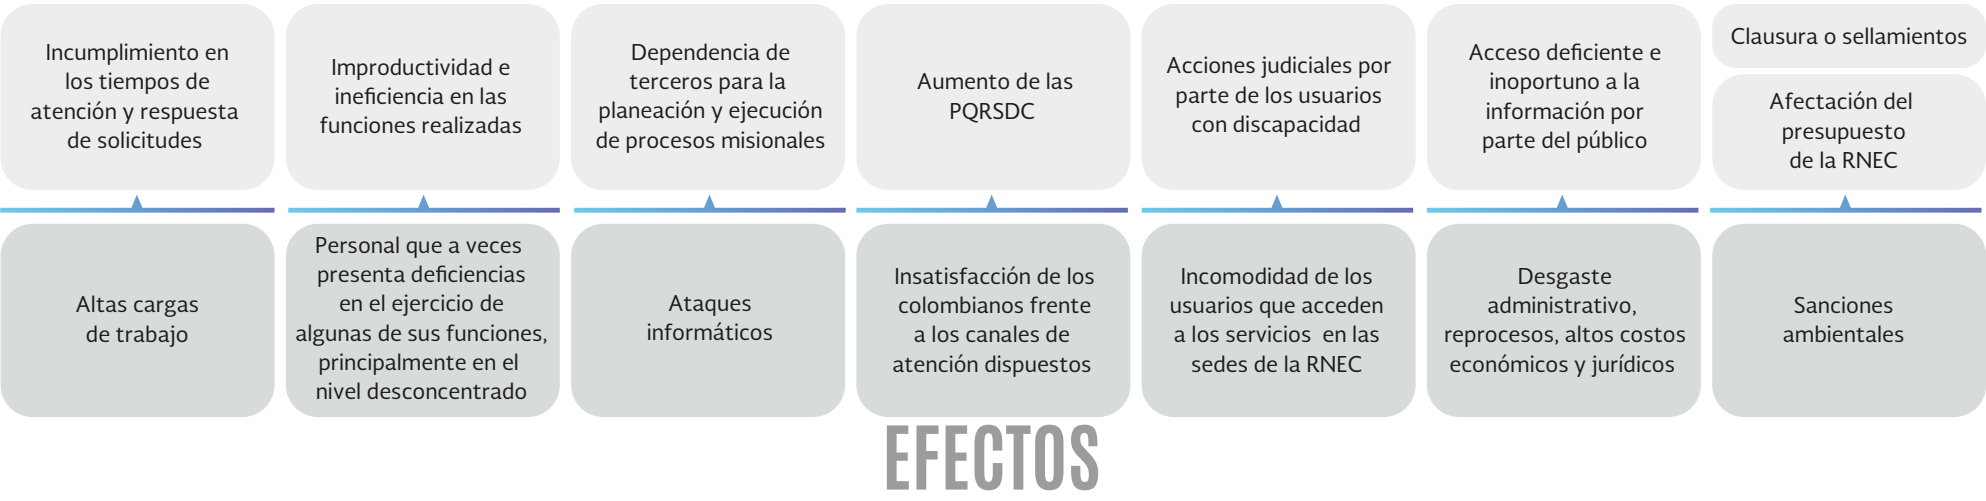 Incumplimiento en
los tiempos de
atención y respuesta
de solicitudes
Improductividad e
ineficiencia en las
funciones realizadas
Dependencia de
terceros para la
planeación y ejecución
de procesos misionales
Aumento de las
PQRSDC
Acciones judiciales por
parte de los usuarios
con discapacidad
Acceso deficiente e
inoportuno a la
información por
parte del público
Clausura o sellamientos
Afectación del
presupuesto
de la RNEC
Altas cargas
de trabajo
Personal que a veces
presenta deficiencias
en el ejercicio de
algunas de sus funciones,
principalmente en el
nivel desconcentrado
Ataques
informáticos
Insatisfacción de los
colombianos frente
a los canales de
atención dispuestos
Incomodidad de los
usuarios que acceden
a los servicios en las
sedes de la RNEC
Desgaste
administrativo,
reprocesos, altos costos
económicos y jurídicos
Sanciones
ambientales
EFECTOS